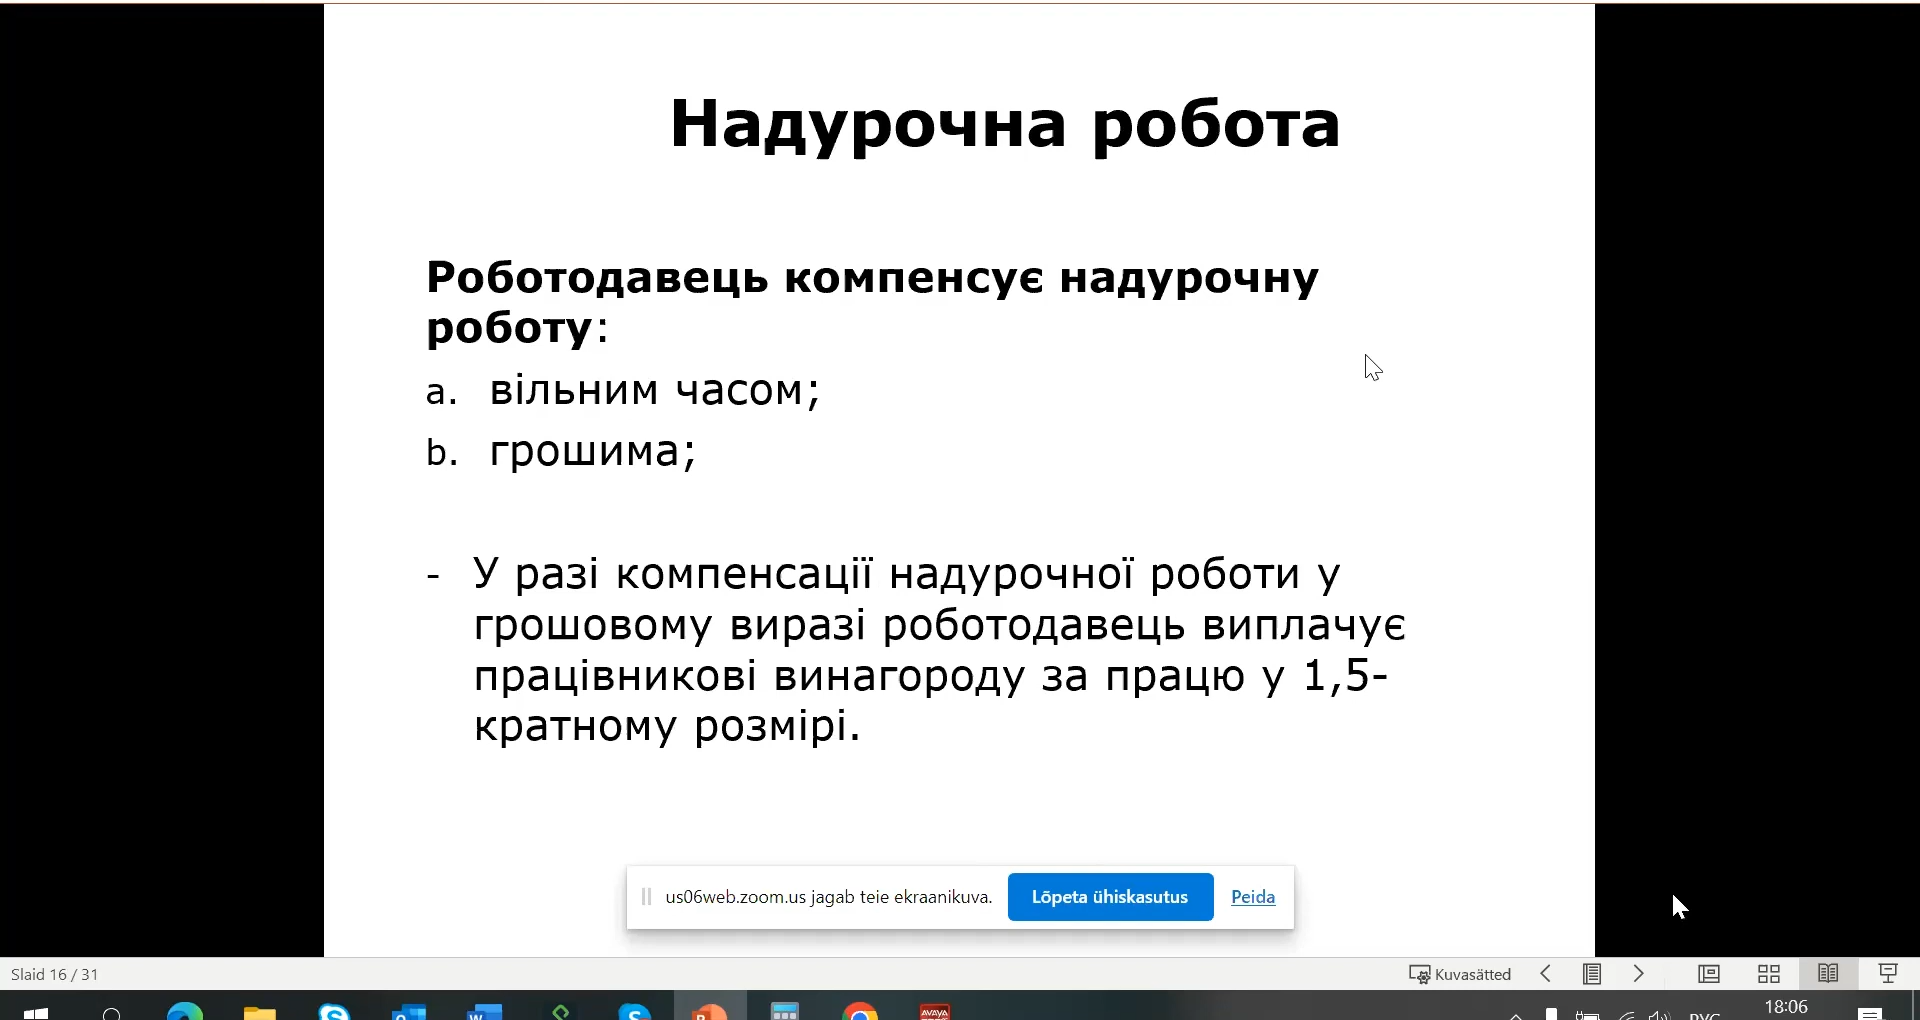 Надурочна робота
Роботодавець компенсує надурочну
роботу:
a. вільним часом;
b. грошима;
- У разі компенсації надурочної роботи у
грошовому виразі роботодавець виплачує
працівникові винагороду за працю у 1,5-
кратному розмірі.
us06web.zoom.us jagab teie ekraanikuva. Lõpeta ühiskasutus Peida
Slaid 16 / 31 Kuvasätted
AVAYA 18:06